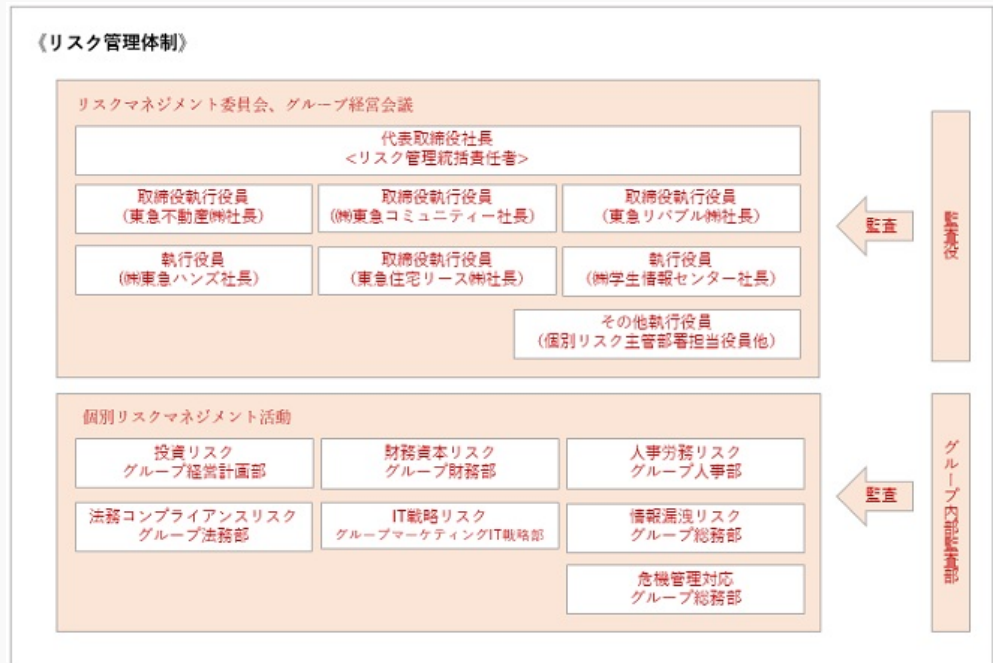 《リスク管理体制》
リスクマネジメント委員会、グループ経営会議
代表取締役社長
<リスク管理統括責任者>
取締役執行役員
(東急不動産㈱社長)
取締役執行役員
(㈱東急コミュニティー社長)
取締役執行役員
(東急リバブル㈱社長)
執行役員
(㈱東急ハンズ社長)
取締役執行役員
(東急住宅リース㈱社長)
執行役員
(㈱学生情報センター社長)
その他執行役員
(個別リスク主管部署担当役員他)
監査
監査役
個別リスクマネジメント活動
投資リスク
グループ経営計画部
財務資本リスク
グループ財務部
人事労務リスク
グループ人事部
法務コンプライアンスリスク
グループ法務部
IT戦略リスク
グループマーケティングIT戦略部
情報漏洩リスク
グループ総務部
危機管理対応
グループ総務部
監査
グループ内部監査部